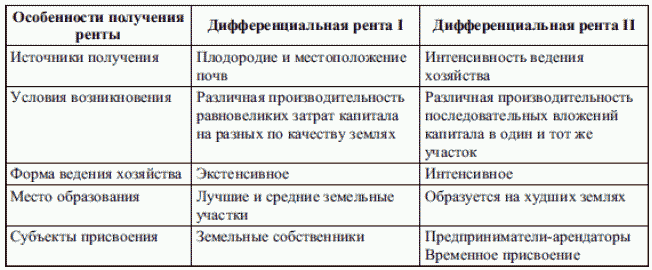 Особенности получения ренты
Дифференциальная рента I
Дифференциальная рента II
Источники получения
Плодородие и местоположение
почв
Интенсивность ведения
хозяйства
Условия возникновения
Различная производительность
равновеликих затрат капитала
на разных по качеству землях
Различная производительность
последовательных вложений
капитала в один и тот же
участок
Форма ведения хозяйства
Экстенсивное
Интенсивное
Место образования
Лучшие и средние земельные
участки
Образуется на худших землях
Субъекты присвоения
Земельные собственники
Предприниматели-арендаторы
Временное присвоение